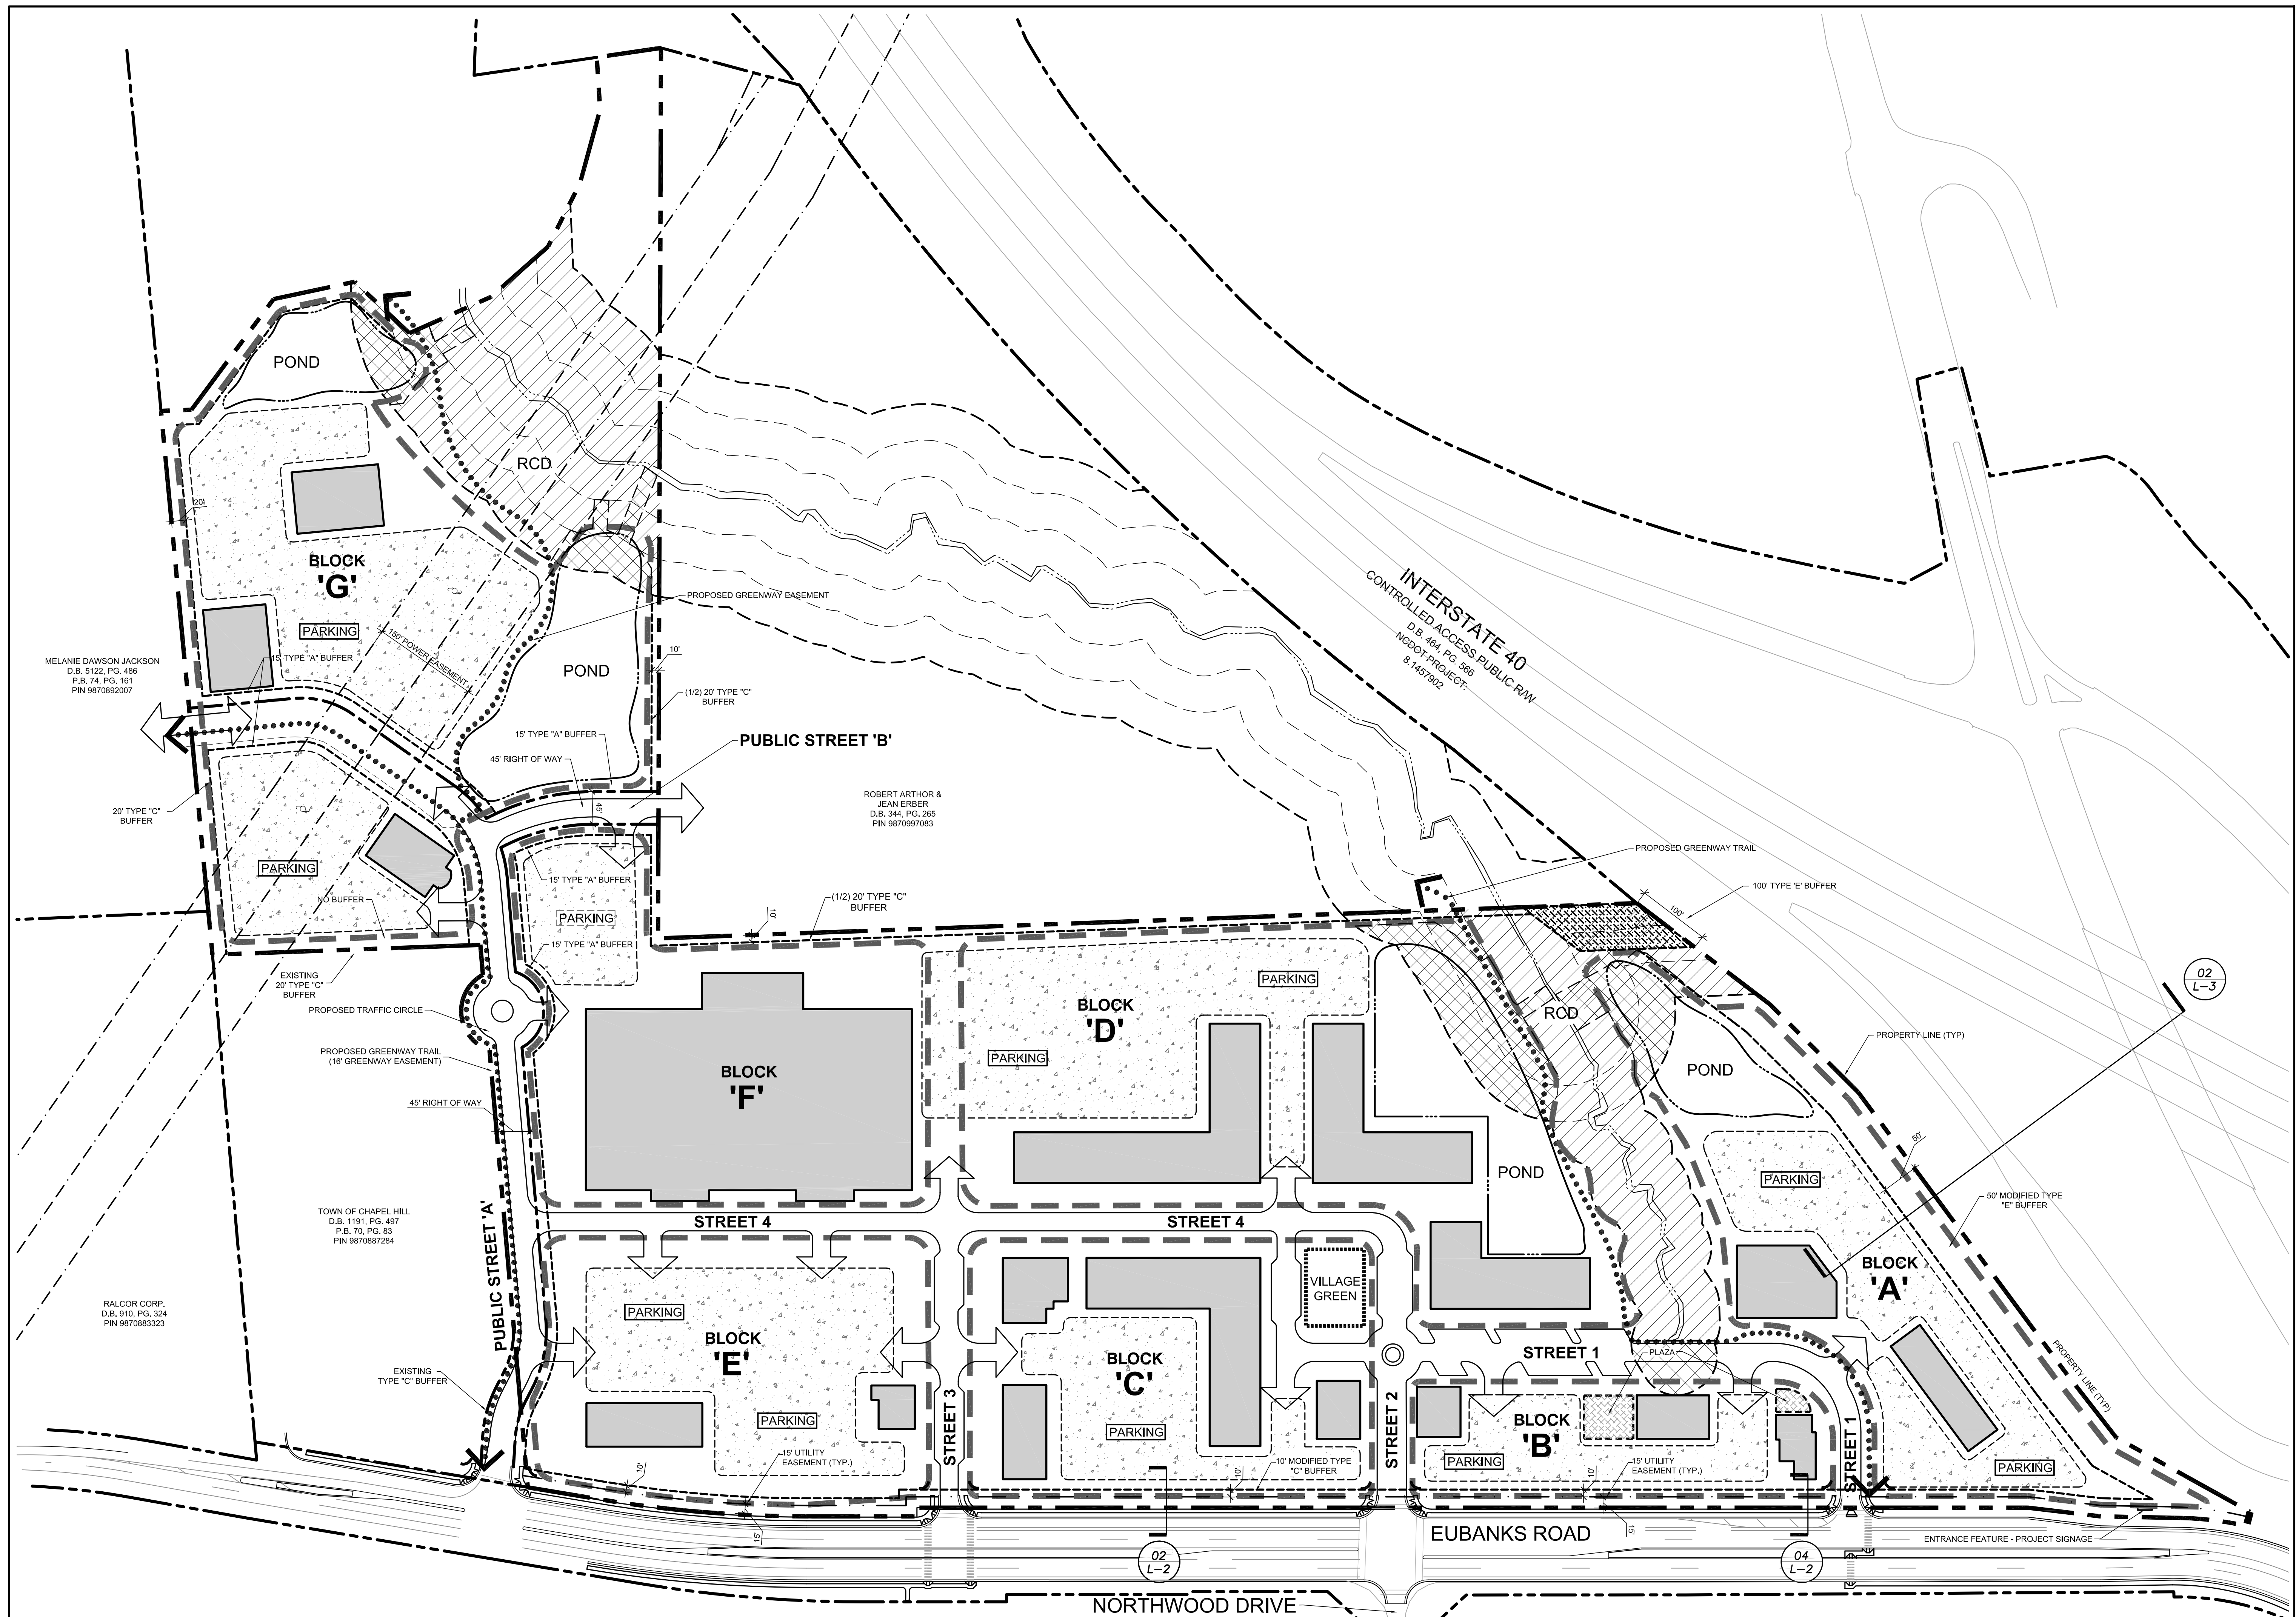 POND
RCD
20'
BLOCK
'G'
PARKING
150' POWER EASEMENT
15' TYPE "A" BUFFER
MELANIE DAWSON JACKSON
D.B. 5122, PG. 486
P.B. 74, PG. 161
PIN 9870892007
PROPOSED GREENWAY EASEMENT
POND
10'
(1/2) 20' TYPE "C"
BUFFER
15' TYPE "A" BUFFER
45' RIGHT OF WAY
PUBLIC STREET 'B'
45'
INTERSTATE 40
CONTROLLED ACCESS PUBLIC R/W
D.B. 464, PG. 566
NCDOT PROJECT:
8.1457902
20' TYPE "C"
BUFFER
PARKING
NO BUFFER
ROBERT ARTHOR &
JEAN ERBER
D.B. 344, PG. 265
PIN 9870997083
15' TYPE "A" BUFFER
PARKING
15' TYPE "A" BUFFER
10'
(1/2) 20' TYPE "C"
BUFFER
PROPOSED GREENWAY TRAIL
100' TYPE 'E' BUFFER
100'
02
L-3
EXISTING
20' TYPE "C"
BUFFER
PROPOSED TRAFFIC CIRCLE
PROPOSED GREENWAY TRAIL
(16' GREENWAY EASEMENT)
45' RIGHT OF WAY
BLOCK
'F'
BLOCK
'D'
PARKING
PARKING
RCD
POND
PROPERTY LINE (TYP)
50'
POND
PARKING
50' MODIFIED TYPE
"E" BUFFER
TOWN OF CHAPEL HILL
D.B. 1191, PG. 497
P.B. 70, PG. 83
PIN 9870887284
PUBLIC STREET 'A'
STREET 4
STREET 4
RALCOR CORP.
D.B. 910, PG. 324
PIN 9870883323
EXISTING
TYPE "C" BUFFER
PARKING
BLOCK
'E'
PARKING
15' UTILITY
EASEMENT (TYP.)
10'
15'
STREET 3
BLOCK
'C'
PARKING
10' MODIFIED TYPE
"C" BUFFER
10'
VILLAGE
GREEN
STREET 2
STREET 1
PLAZA
BLOCK
'B'
PARKING
15' UTILITY
EASEMENT (TYP.)
10'
15'
BLOCK
'A'
STREET 1
PROPERTY LINE (TYP)
PARKING
EUBANKS ROAD
ENTRANCE FEATURE - PROJECT SIGNAGE
02
L-2
04
L-2
NORTHWOOD DRIVE